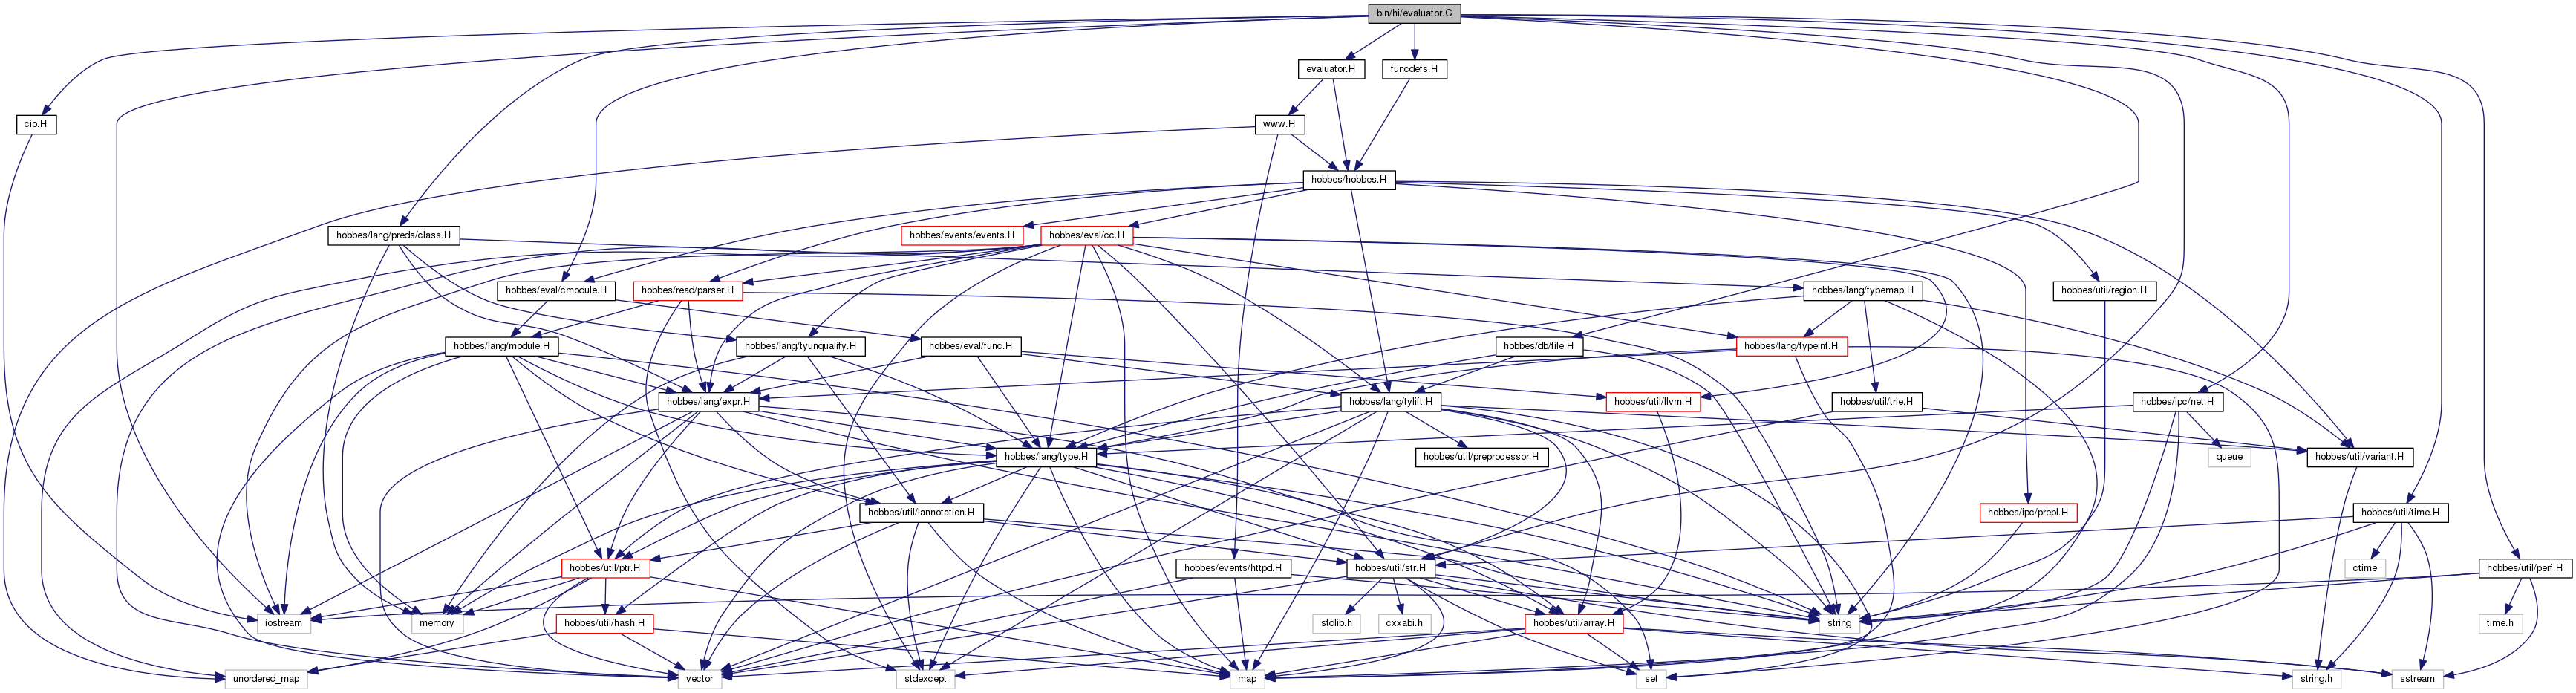 bin/hi/evaluator.C
evaluator.H
funcdefs.H
cio.H
www.H
hobbes/hobbes.H
hobbes/lang/preds/class.H
hobbes/events/events.H
hobbes/eval/cc.H
hobbes/eval/cmodule.H
hobbes/read/parser.H
hobbes/lang/typemap.H
hobbes/util/region.H
hobbes/lang/module.H
hobbes/lang/tyunqualify.H
hobbes/eval/func.H
hobbes/db/file.H
hobbes/lang/typeinf.H
hobbes/lang/expr.H
hobbes/util/llvm.H
hobbes/lang/tylift.H
hobbes/util/trie.H
hobbes/ipc/net.H
hobbes/lang/type.H
hobbes/util/preprocessor.H
queue
hobbes/util/variant.H
hobbes/util/lannotation.H
hobbes/ipc/prepl.H
hobbes/util/time.H
hobbes/util/ptr.H
hobbes/events/httpd.H
hobbes/util/str.H
ctime
hobbes/util/perf.H
iostream
memory
hobbes/util/hash.H
stdlib.h
cxxabi.h
hobbes/util/array.H
string
time.h
unordered_map
vector
stdexcept
map
set
string.h
sstream